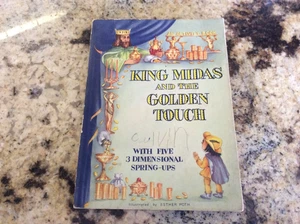 KING MIDAS
AND THE
GOLDEN
TOUCH
WITH FIVE
3 DIMENSIONAL
SPRING-UPS